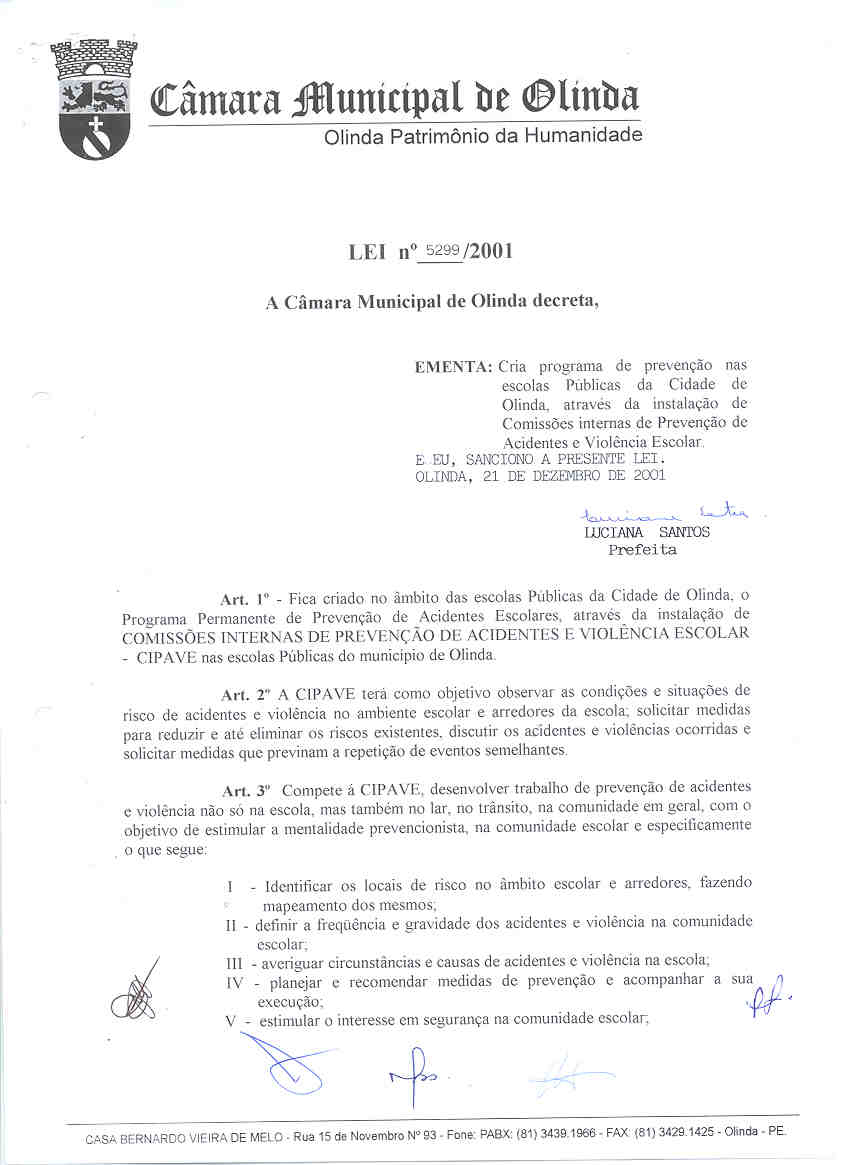 Câmara Municipal de Olinda
Olinda Patrimônio da Humanidade
LEI nº 5299/2001
A Câmara Municipal de Olinda decreta,
EMENTA: Cria programa de prevenção nas
escolas Públicas da Cidade de
Olinda, através da instalação de
Comissões internas de Prevenção de
Acidentes e Violência Escolar.
E EU, SANCIONO A PRESENTE LEI.
OLINDA, 21 DE DEZEMBRO DE 2001
LUCIANA SANTOS
Prefeita
Art. 1º - Fica criado no âmbito das escolas Públicas da Cidade de Olinda, o
Programa Permanente de Prevenção de Acidentes Escolares, através da instalação de
COMISSÕES INTERNAS DE PREVENÇÃO DE ACIDENTES E VIOLÊNCIA ESCOLAR
- CIPAVE nas escolas Públicas do municipio de Olinda.
Art. 2º A CIPAVE terá como objetivo observar as condições e situações de
risco de acidentes e violência no ambiente escolar e arredores da escola; solicitar medidas
para reduzir e até eliminar os riscos existentes, discutir os acidentes e violências ocorridas e
solicitar medidas que previnam a repetição de eventos semelhantes.
Art. 3º Compete á CIPAVE, desenvolver trabalho de prevenção de acidentes
e violência não só na escola, mas também no lar, no trânsito, na comunidade em geral, com o
objetivo de estimular a mentalidade prevencionista, na comunidade escolar e especificamente
o que segue:
I - Identificar os locais de risco no âmbito escolar e arredores, fazendo
mapeamento dos mesmos;
II - definir a freqüência e gravidade dos acidentes e violência na comunidade
escolar;
III - averiguar circunstâncias e causas de acidentes e violência na escola;
IV - planejar e recomendar medidas de prevenção e acompanhar a sua
execução;
V - estimular o interesse em segurança na comunidade escolar;
CASA BERNARDO VIEIRA DE MELO - Rua 15 de Novembro Nº 93 - Fone: PABX: (81) 3439.1966 - FAX: (81) 3429.1425 - Olinda - PE.